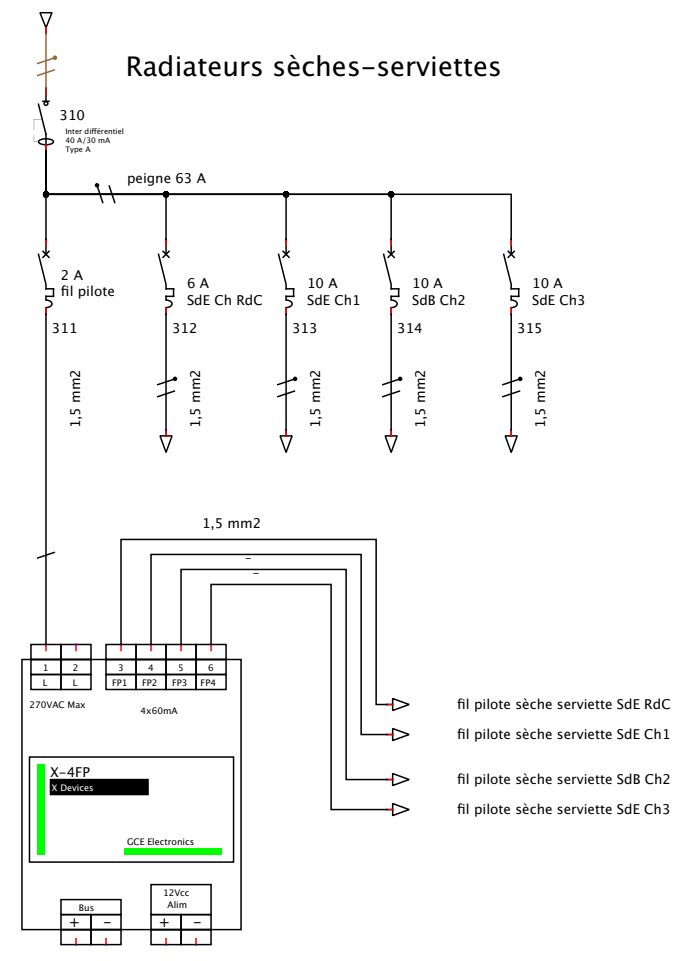 Radiateurs sèches-serviettes
310
Inter différentiel
40 A/30 mA
Type A
peigne 63 A
2 A
fil pilote
311
1,5 mm2
6 A
SdE Ch RdC
312
1,5 mm2
10 A
SdE Ch1
313
1,5 mm2
10 A
SdB Ch2
314
1,5 mm2
10 A
SdE Ch3
315
1,5 mm2
1,5 mm2
–
–
1 2 3 4 5 6
L L FP1 FP2 FP3 FP4
270VAC Max
4x60mA
fil pilote sèche serviette SdE RdC
fil pilote sèche serviette SdE Ch1
fil pilote sèche serviette SdB Ch2
fil pilote sèche serviette SdE Ch3
X-4FP
X Devices
GCE Electronics
Bus
+ –
12Vcc
Alim
+ –